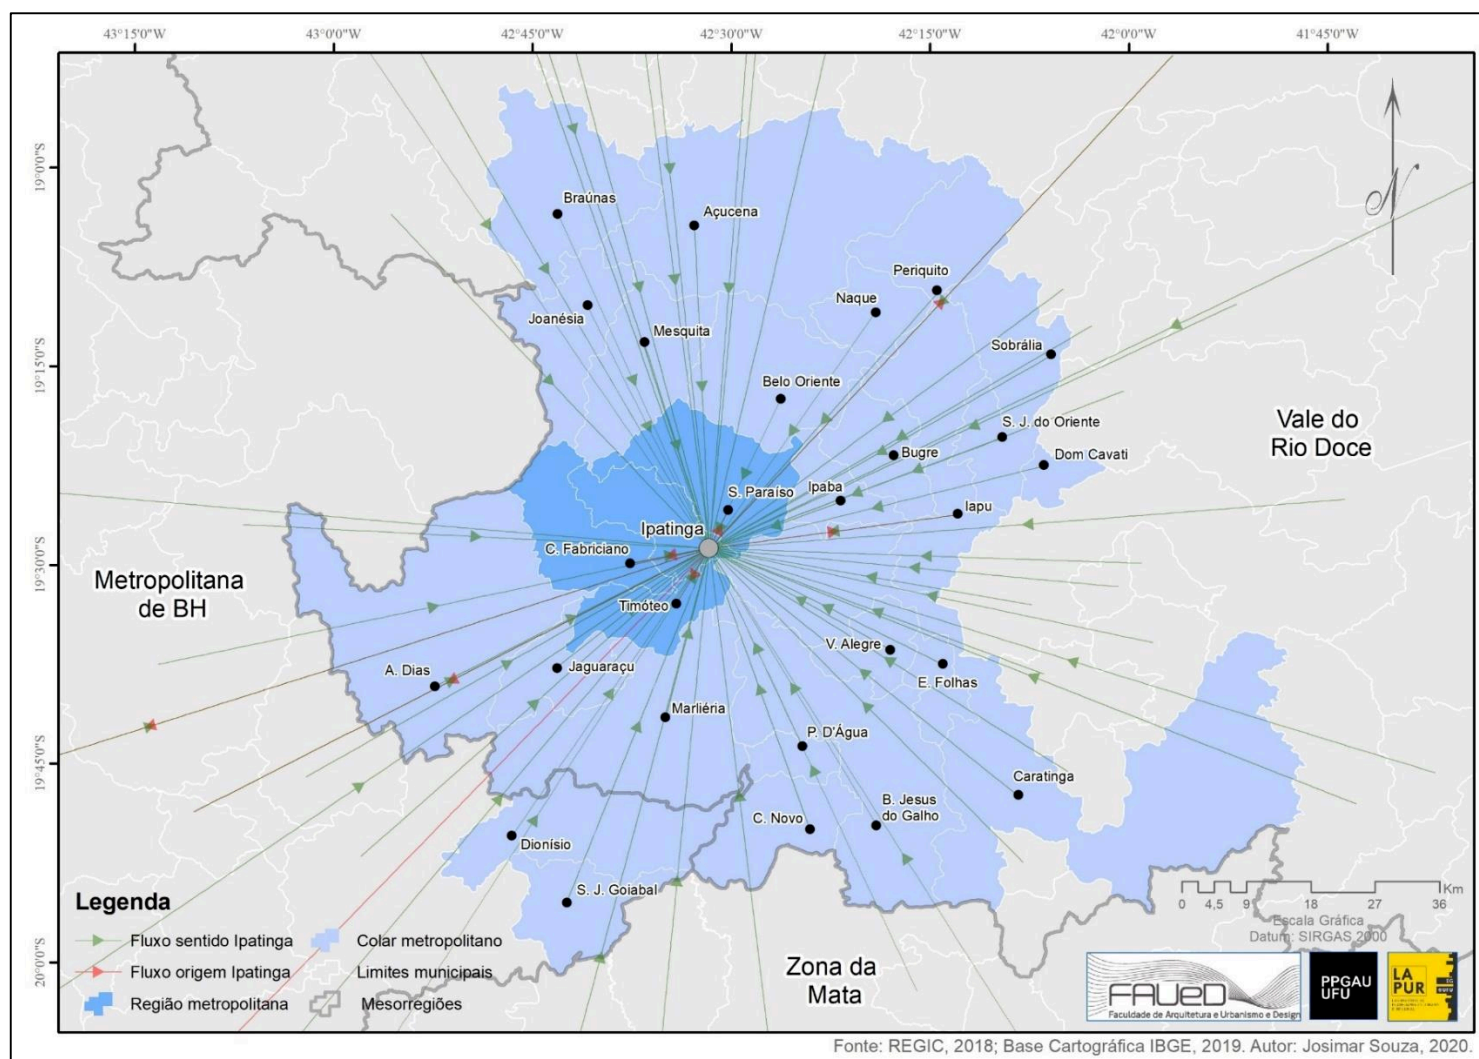 43°15'0"W
43°0'0"W
42°45'0"W
42°30'0"W
42°15'0"W
42°0'0"W
41°45'0"W
19°0'0"S
19°15'0"S
19°30'0"S
19°45'0"S
20°0'0"S
N
Braúnas
Açucena
Periquito
Naque
Joanésia
Mesquita
Sobrália
Belo Oriente
Vale do
Rio Doce
S. J. do Oriente
Bugre
Dom Cavati
Ipaba
S. Paraíso
Iapu
Ipatinga
C. Fabriciano
Metropolitana
de BH
Timóteo
V. Alegre
E. Folhas
A. Dias
Jaguaraçu
Marliéria
P. D'Água
Caratinga
C. Novo
B. Jesus
do Galho
Dionísio
S. J. Goiabal
Zona da
Mata
Legenda
Fluxo sentido Ipatinga
Colar metropolitano
Fluxo origem Ipatinga
Limites municipais
Região metropolitana
Mesorregiões
Km
0 4,5 9 18 27 36
Escala Gráfica
Datum: SIRGAS 2000
FAUeD
Faculdade de Arquitetura e Urbanismo e Design
PPGAU
UFU
LA
PUR
Fonte: REGIC, 2018; Base Cartográfica IBGE, 2019. Autor: Josimar Souza, 2020.